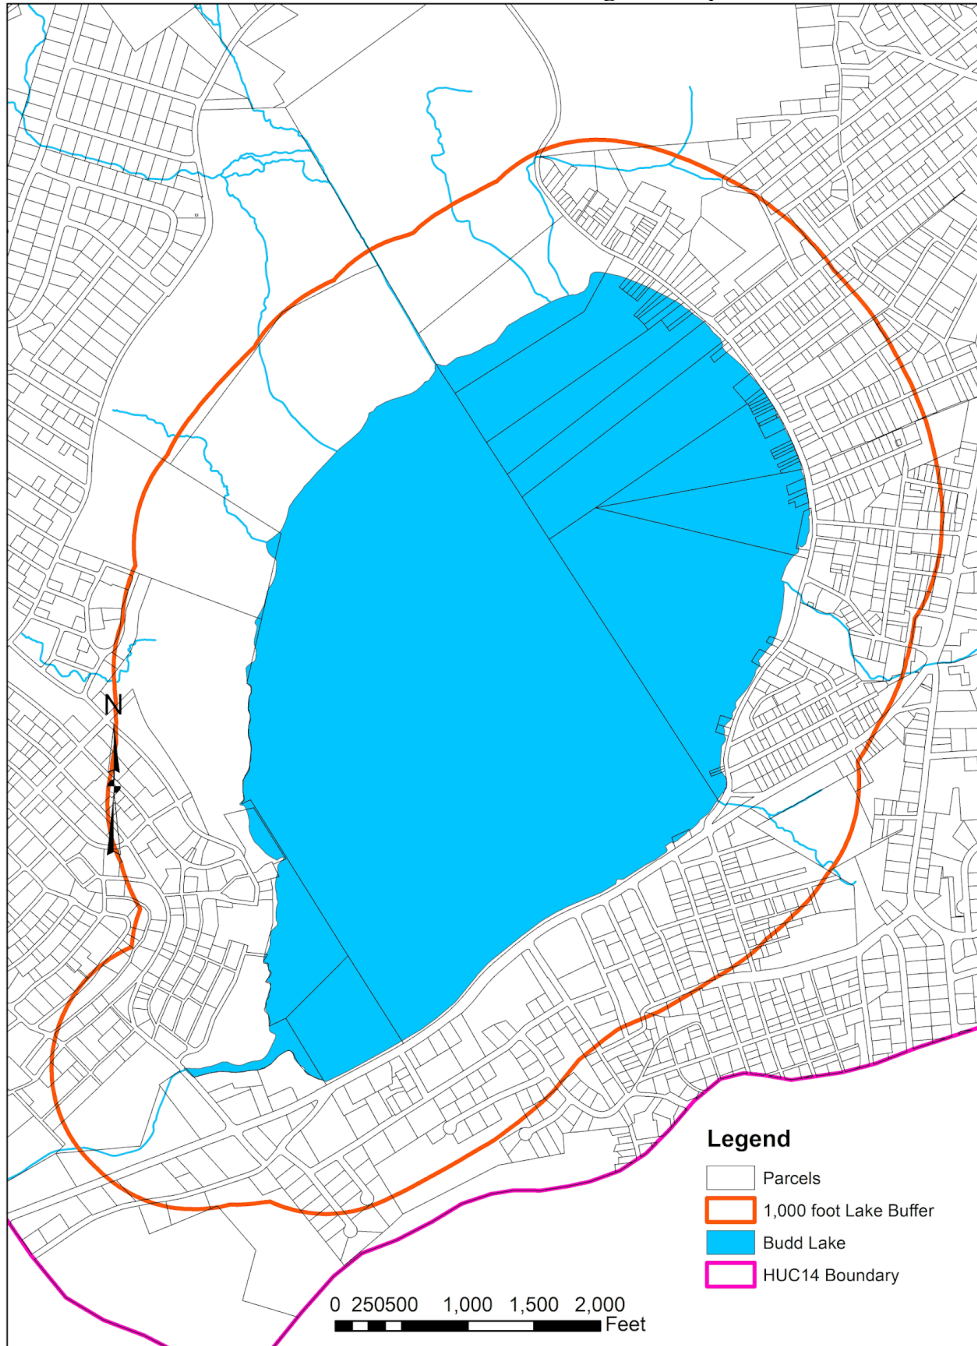 N
Legend
Parcels
1,000 foot Lake Buffer
Budd Lake
HUC14 Boundary
0 250500 1,000 1,500 2,000
Feet